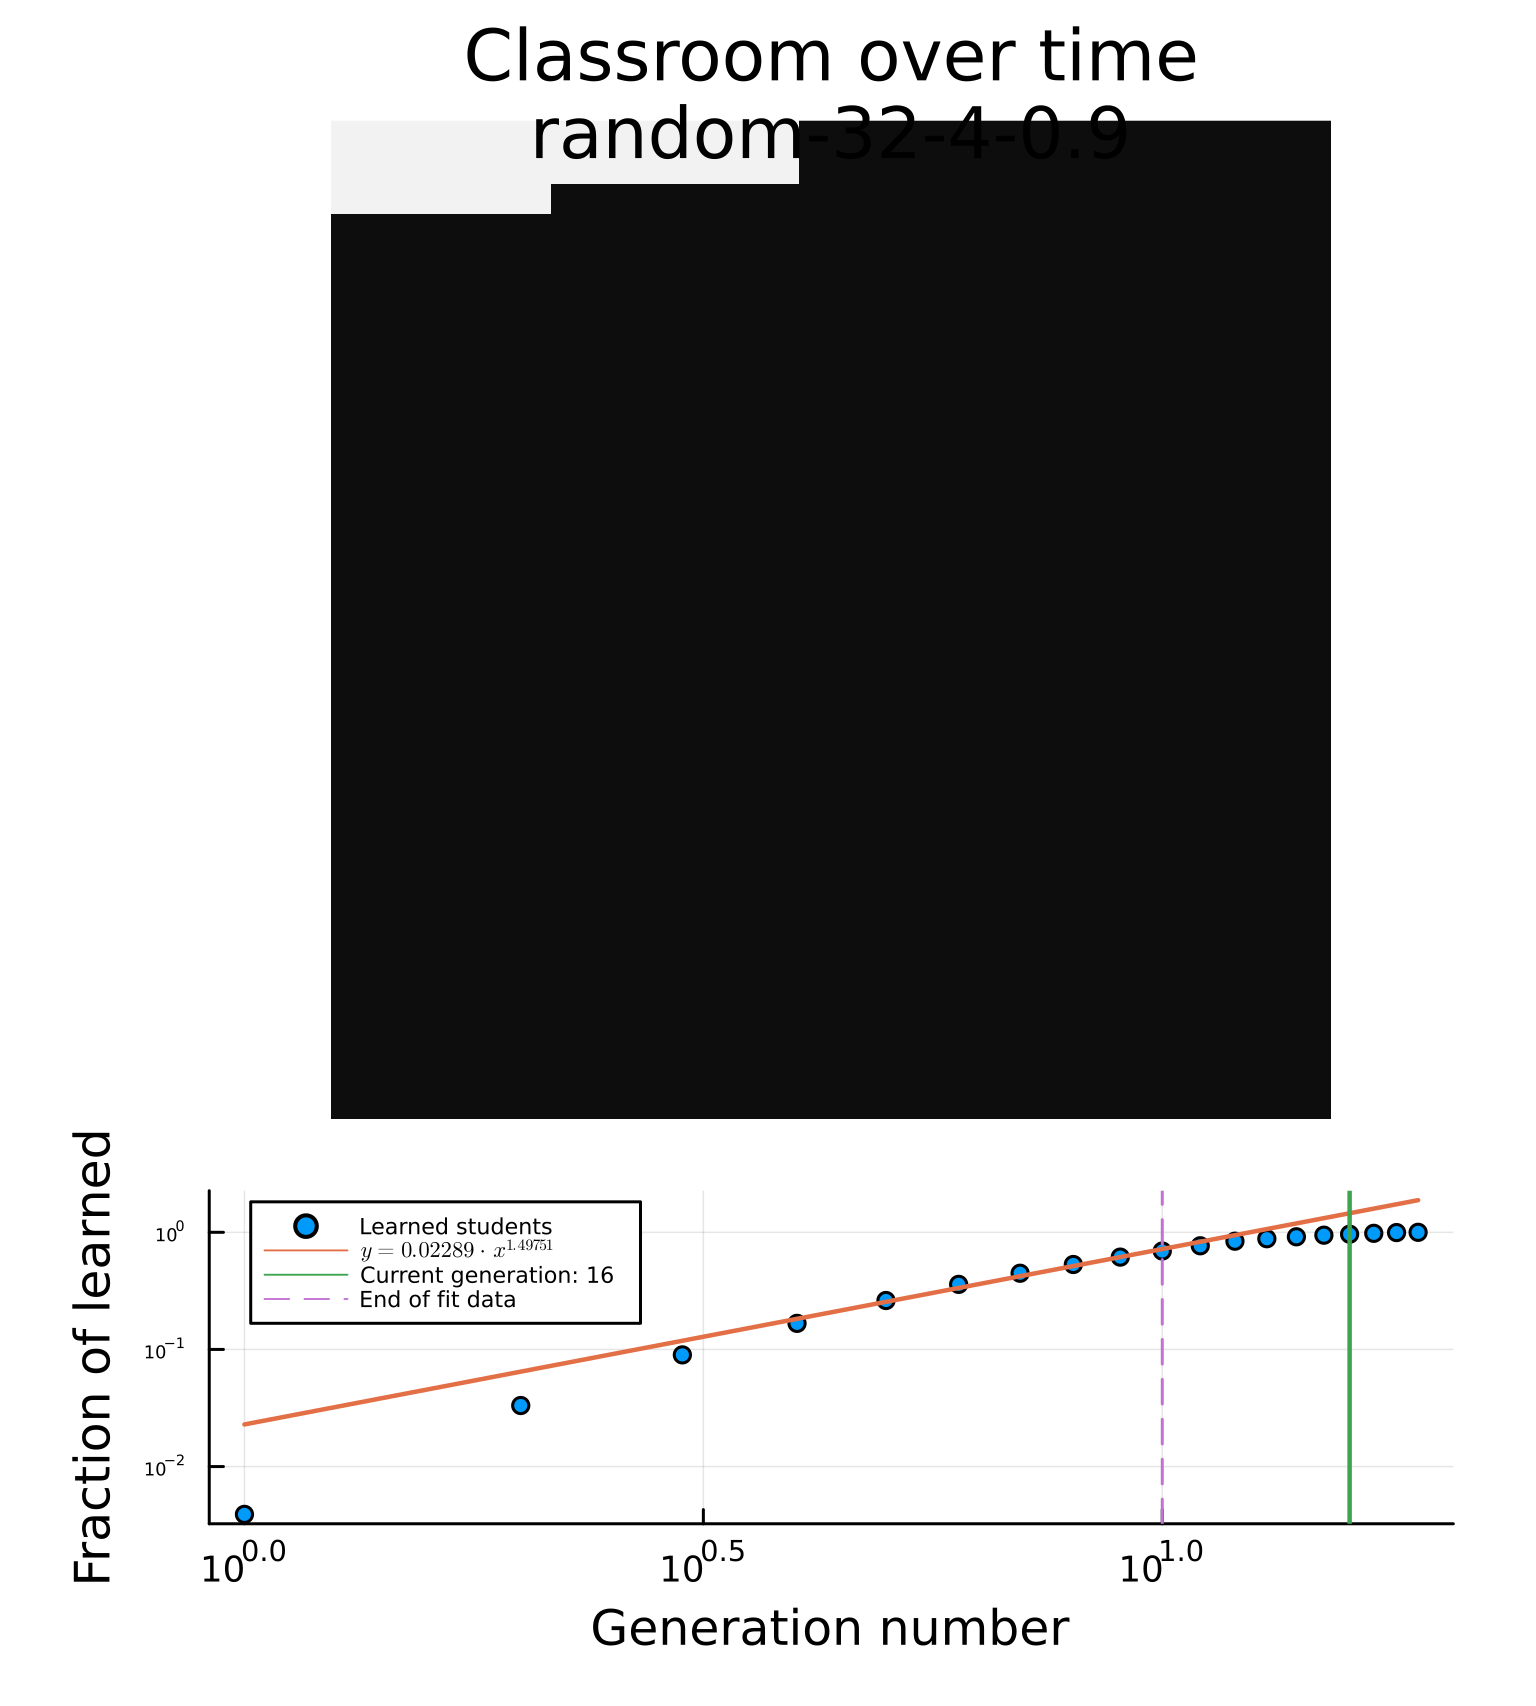 Classroom over time
random-32-4-0.9
Fraction of learned
10⁰
10⁻¹
10⁻²
Learned students
y = 0.02289 · x^1.49751
Current generation: 16
End of fit data
10^0.0
10^0.5
10^1.0
Generation number